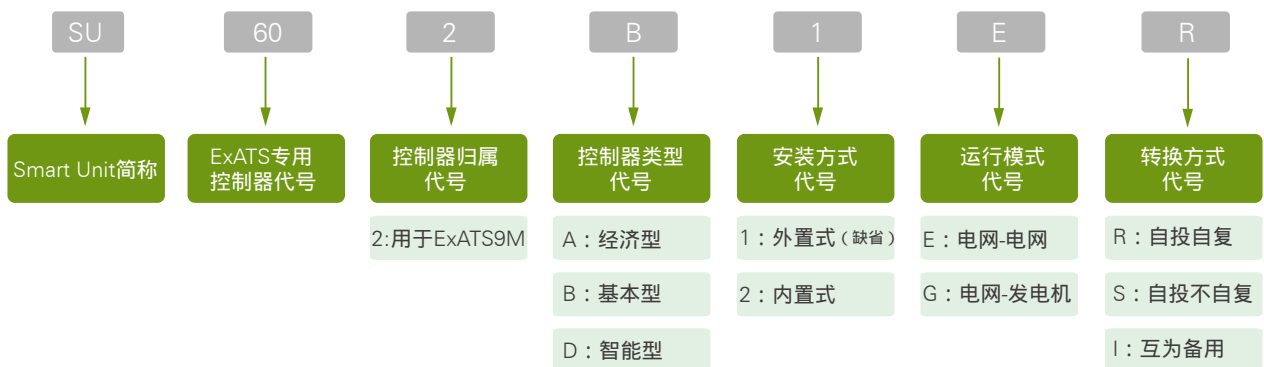 SU 60 2 B 1 E R
Smart Unit简称
ExATS专用
控制器代号
控制器归属
代号
控制器类型
代号
安装方式
代号
运行模式
代号
转换方式
代号
2:用于ExATS9M
A：经济型
1：外置式（缺省）
E：电网-电网
R：自投自复
B：基本型
2：内置式
G：电网-发电机
S：自投不自复
D：智能型
I：互为备用